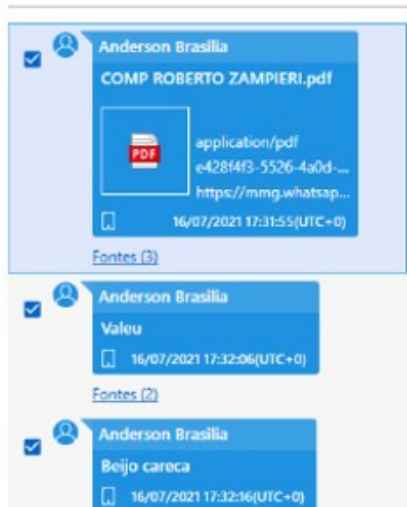 Anderson Brasilia
COMP ROBERTO ZAMPIERI.pdf
PDF
application/pdf
e428f4f3-5526-4a0d-...
https://mmg.whatsap...
16/07/2021 17:31:55(UTC+0)
Fontes (3)
Anderson Brasilia
Valeu
16/07/2021 17:32:06(UTC+0)
Fontes (2)
Anderson Brasilia
Beijo careca
16/07/2021 17:32:16(UTC+0)